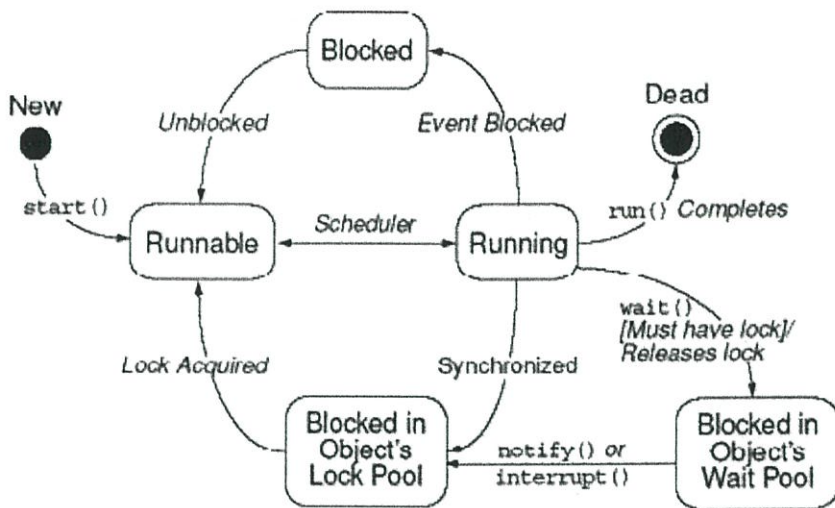 Blocked
New
Dead
Unblocked
Event Blocked
start()
Runnable
Scheduler
Running
run() Completes
wait()
[Must have lock]/
Releases lock
Lock Acquired
Synchronized
Blocked in
Object's
Lock Pool
notify() or
interrupt()
Blocked in
Object's
Wait Pool